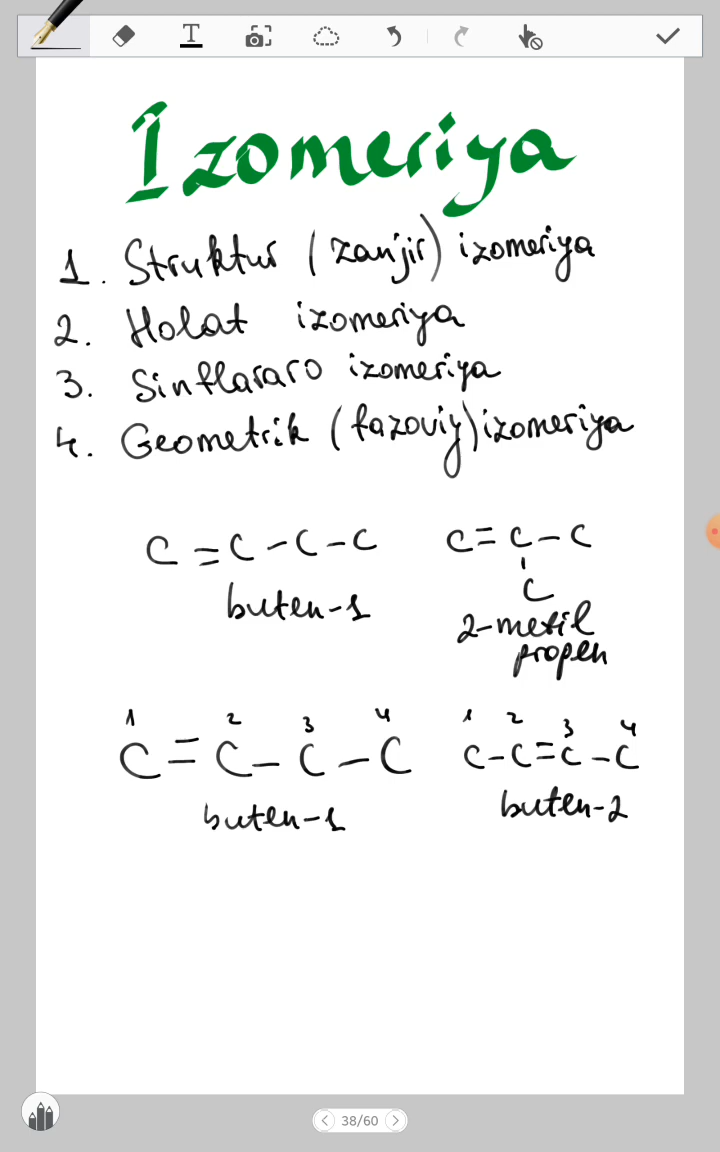 Izomeriya
1. Struktur (zanjir) izomeriya
2. Holat izomeriya
3. Sinflararo izomeriya
4. Geometrik (fazoviy) izomeriya
C = C - C - C
buten-1
C = C - C
C
2-metil
propen
1 2 3 4
C = C - C - C
buten-1
1 2 3 4
C - C = C - C
buten-2
38/60